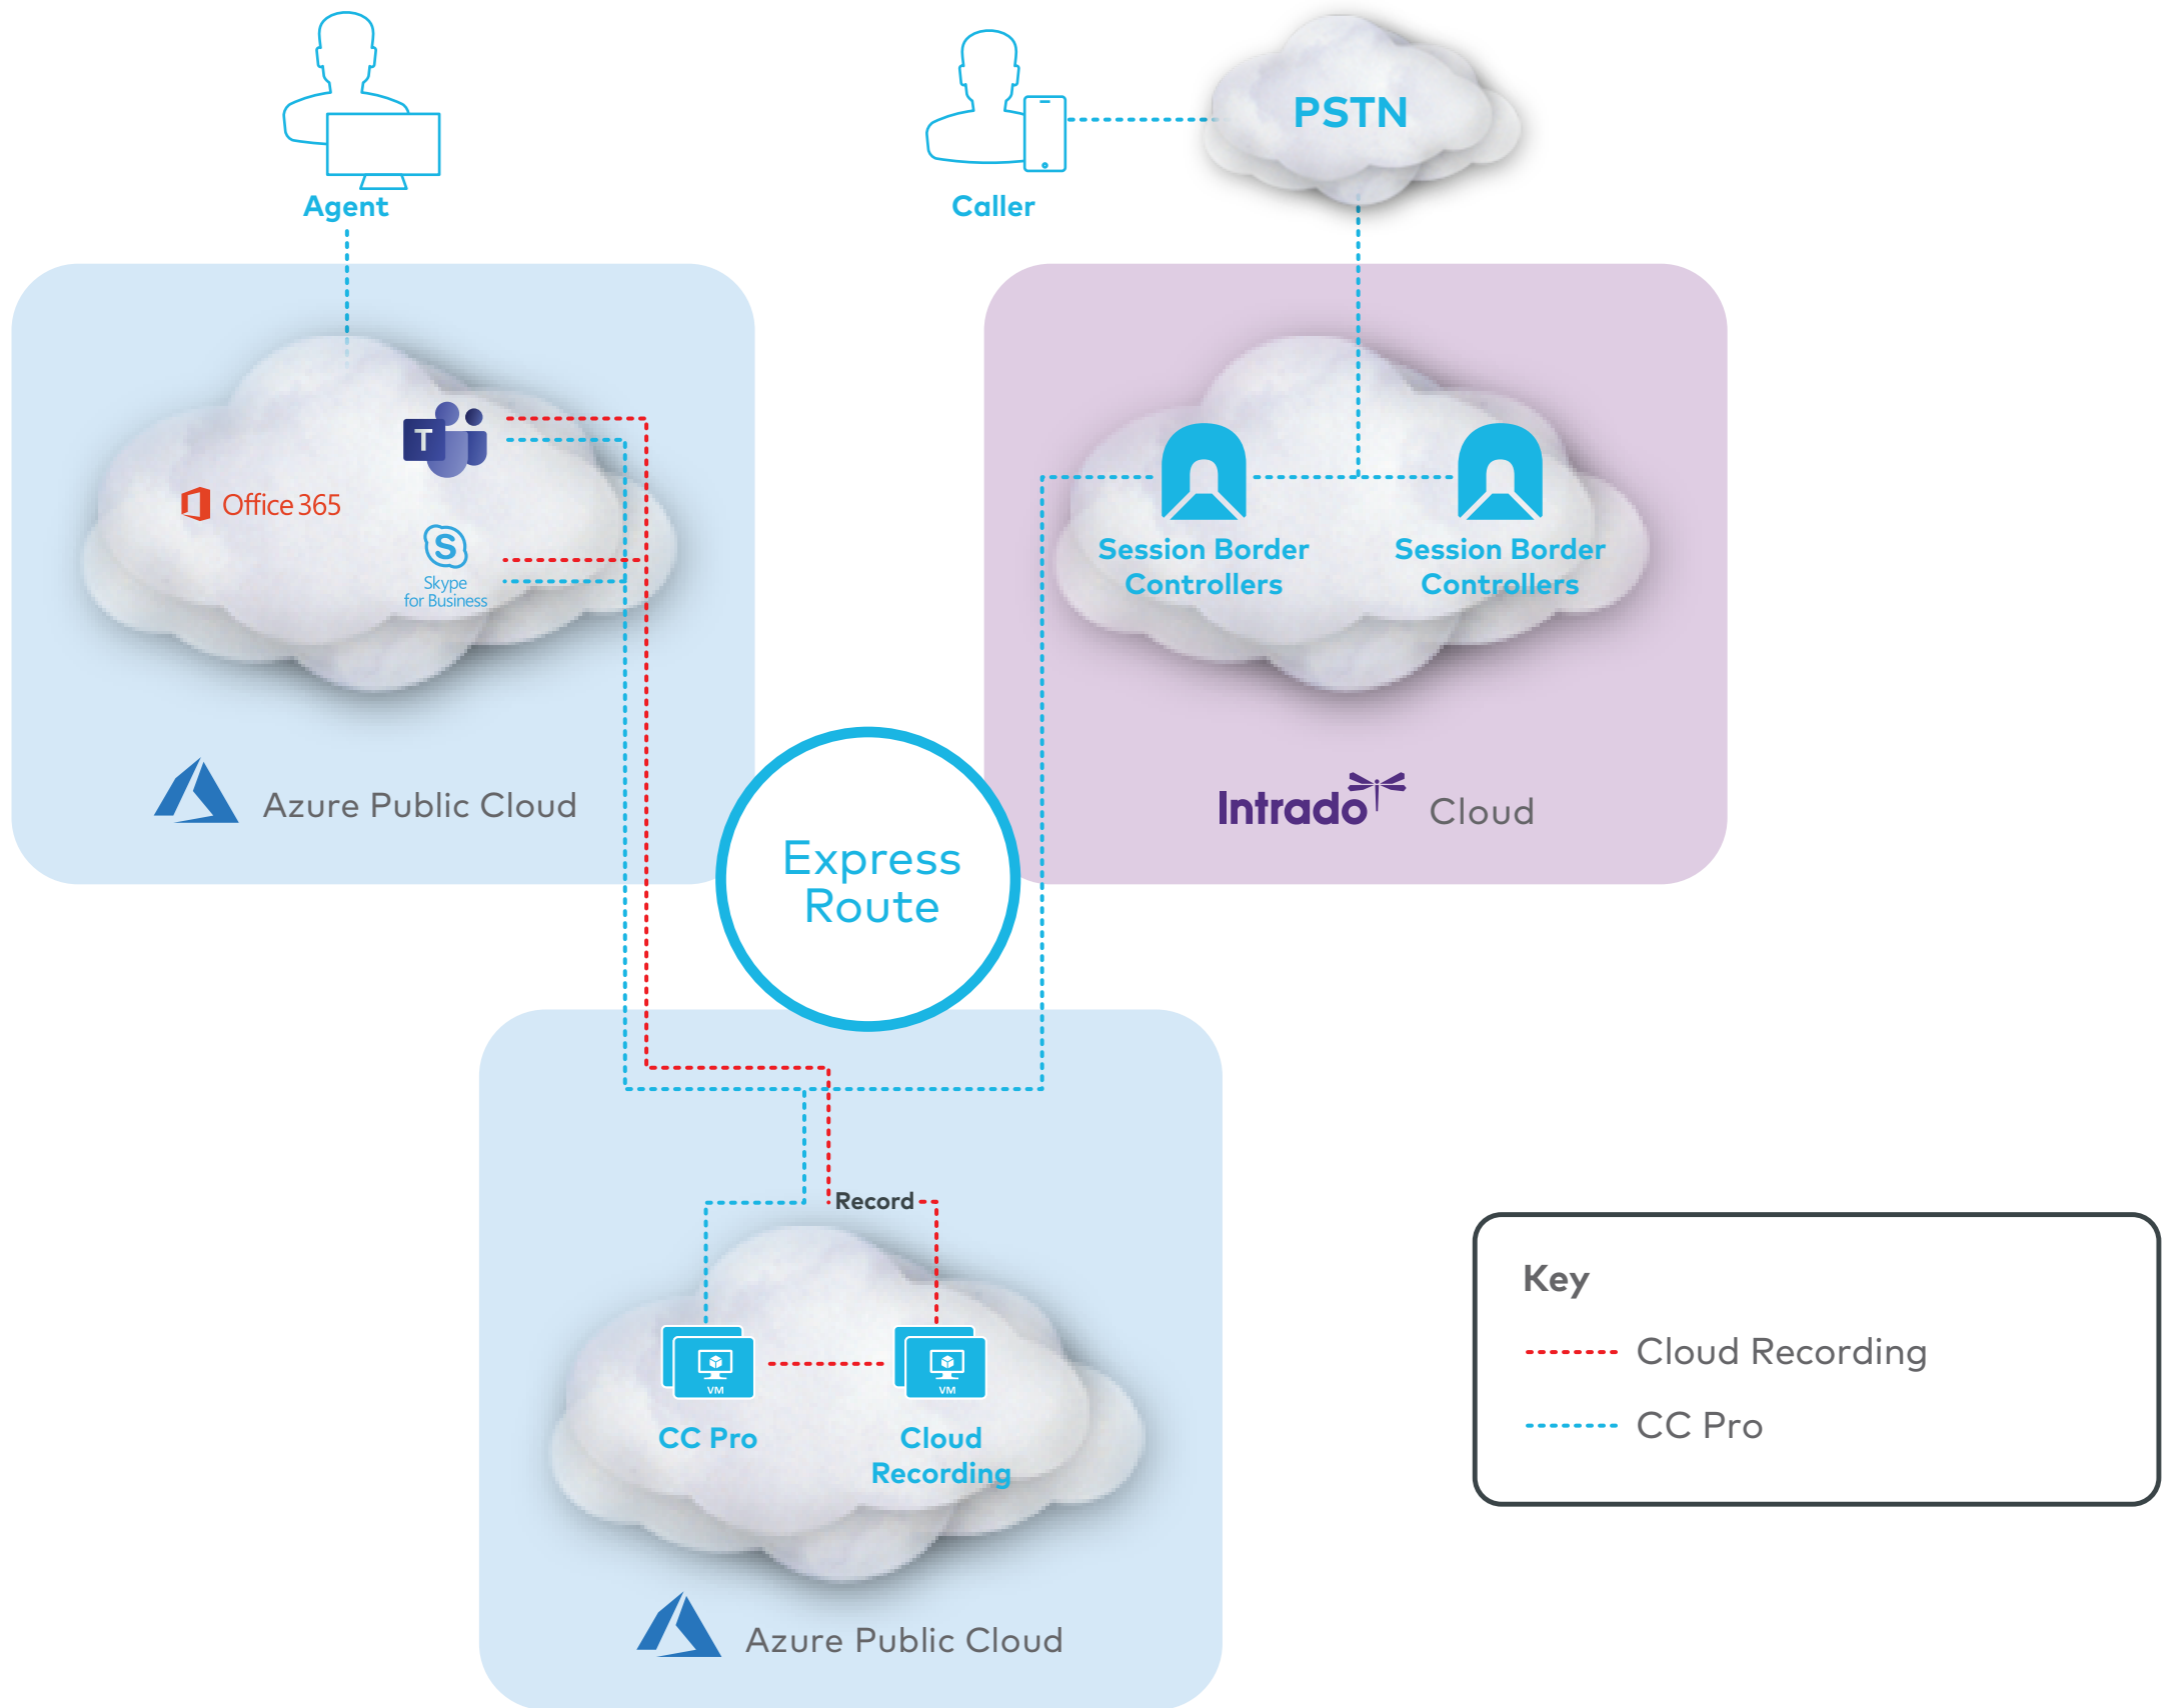 PSTN
Agent
Caller
T
Office 365
S
Skype
for Business
Session Border
Controllers
Session Border
Controllers
Azure Public Cloud
Intrado Cloud
Express
Route
Record
VM
VM
CC Pro
Cloud
Recording
Azure Public Cloud
Key
Cloud Recording
CC Pro